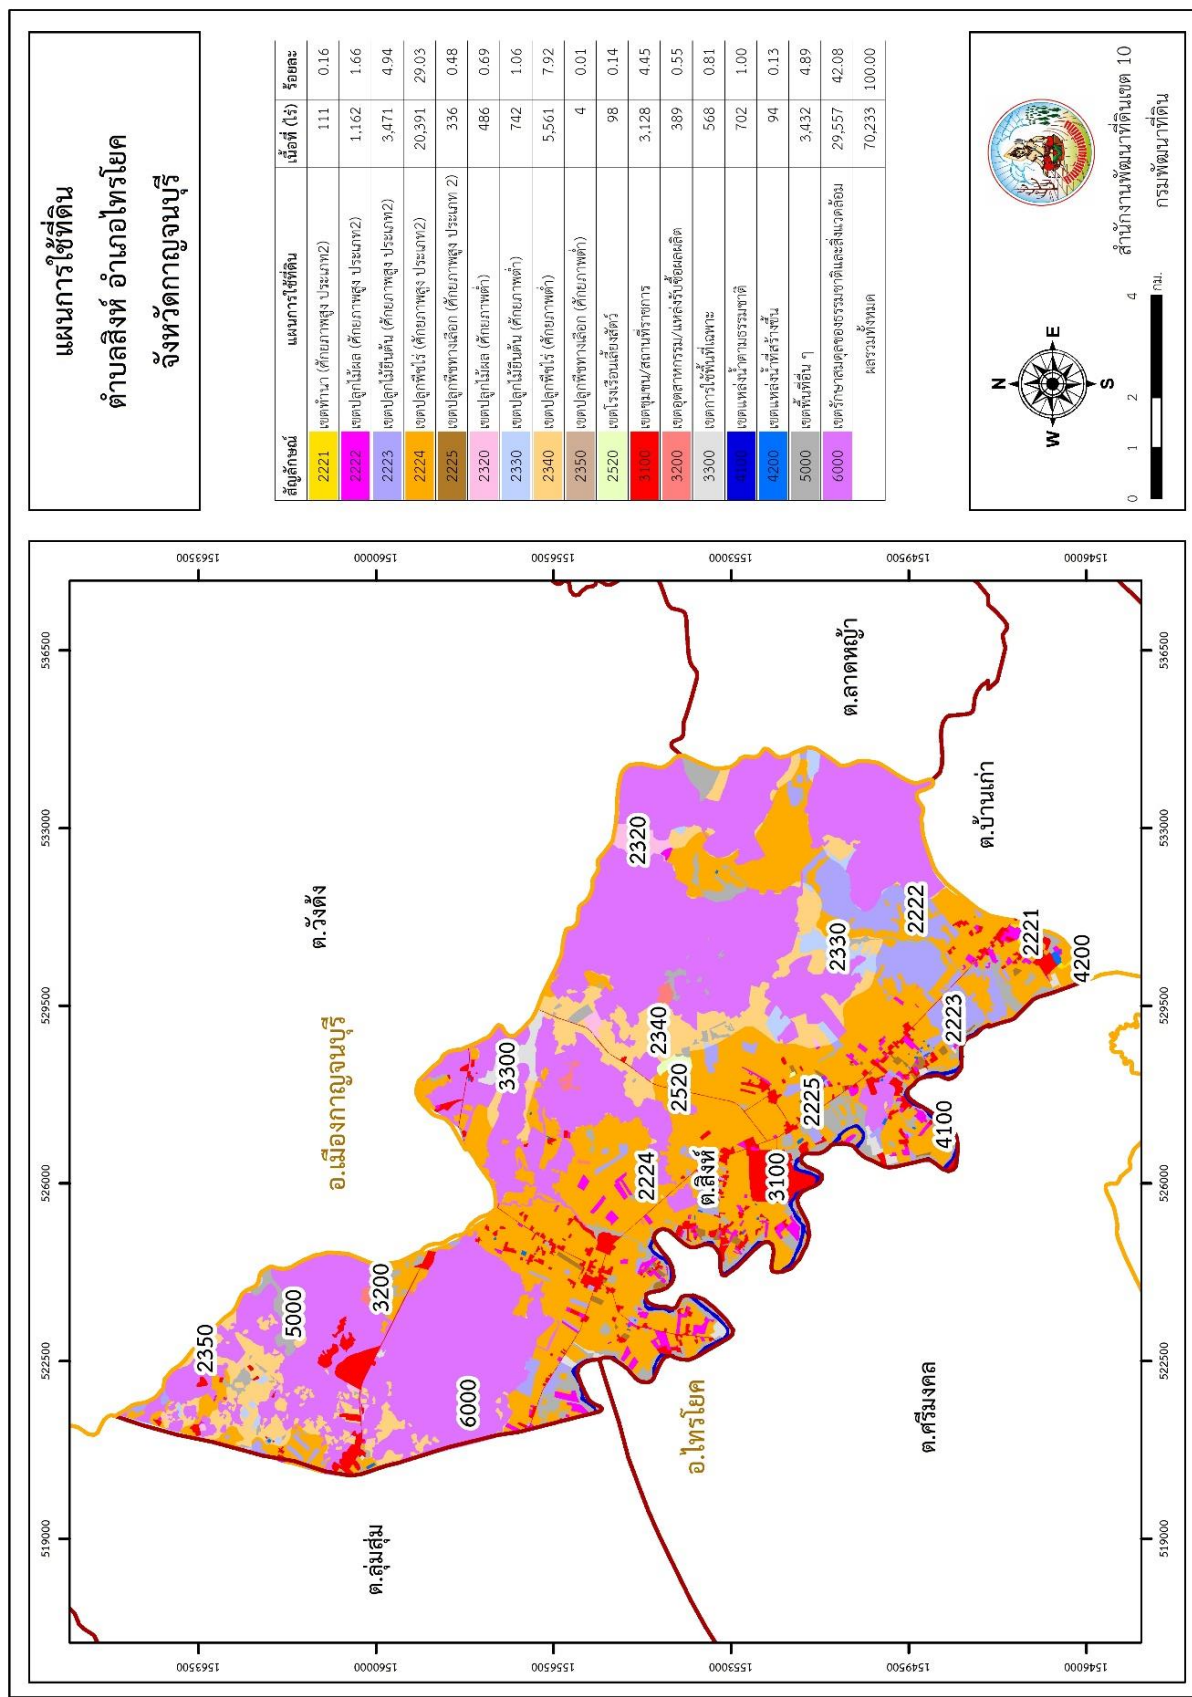 แผนการใช้ที่ดิน
ตำบลสิงห์ อำเภอไทรโยค
จังหวัดกาญจนบุรี
สัญลักษณ์ แผนการใช้ที่ดิน เนื้อที่ (ไร่) ร้อยละ
2221 เขตทำนา (ศักยภาพสูง ประเภท2) 111 0.16
2222 เขตปลูกไม้ผล (ศักยภาพสูง ประเภท2) 1,162 1.66
2223 เขตปลูกไม้ยืนต้น (ศักยภาพสูง ประเภท2) 3,471 4.94
2224 เขตปลูกพืชไร่ (ศักยภาพสูง ประเภท2) 20,391 29.03
2225 เขตปลูกพืชทางเลือก (ศักยภาพสูง ประเภท 2) 336 0.48
2320 เขตปลูกไม้ผล (ศักยภาพต่ำ) 486 0.69
2330 เขตปลูกไม้ยืนต้น (ศักยภาพต่ำ) 742 1.06
2340 เขตปลูกพืชไร่ (ศักยภาพต่ำ) 5,561 7.92
2350 เขตปลูกพืชทางเลือก (ศักยภาพต่ำ) 4 0.01
2520 เขตโรงเรือนเลี้ยงสัตว์ 98 0.14
3100 เขตชุมชน/สถานที่ราชการ 3,128 4.45
3200 เขตอุตสาหกรรม/แหล่งรับซื้อผลผลิต 389 0.55
3300 เขตการใช้พื้นที่เฉพาะ 568 0.81
4100 เขตแหล่งน้ำตามธรรมชาติ 702 1.00
4200 เขตแหล่งน้ำที่สร้างขึ้น 94 0.13
5000 เขตพื้นที่อื่น ๆ 3,432 4.89
6000 เขตรักษาสมดุลของธรรมชาติและสิ่งแวดล้อม 29,557 42.08
ผลรวมทั้งหมด 70,233 100.00
N
W E
S
0 1 2 4
กม.
สำนักงานพัฒนาที่ดินเขต 10
กรมพัฒนาที่ดิน
519000 522500 526000 529500 533000 536500
1563500 1563500
1560000 1560000
1556500 1556500
1553000 1553000
1549500 1549500
1546000 1546000
519000 522500 526000 529500 533000 536500
ต.วังด้ง
อ.เมืองกาญจนบุรี
ต.ลุ่มสุ่ม
2350
5000
3200
6000
3300
2320
2340
2520
2224
ต.สิงห์
3100
2225
2330
2222
2223
4100
2221
4200
อ.ไทรโยค
ต.ศรีมงคล
ต.ลาดหญ้า
ต.บ้านเก่า